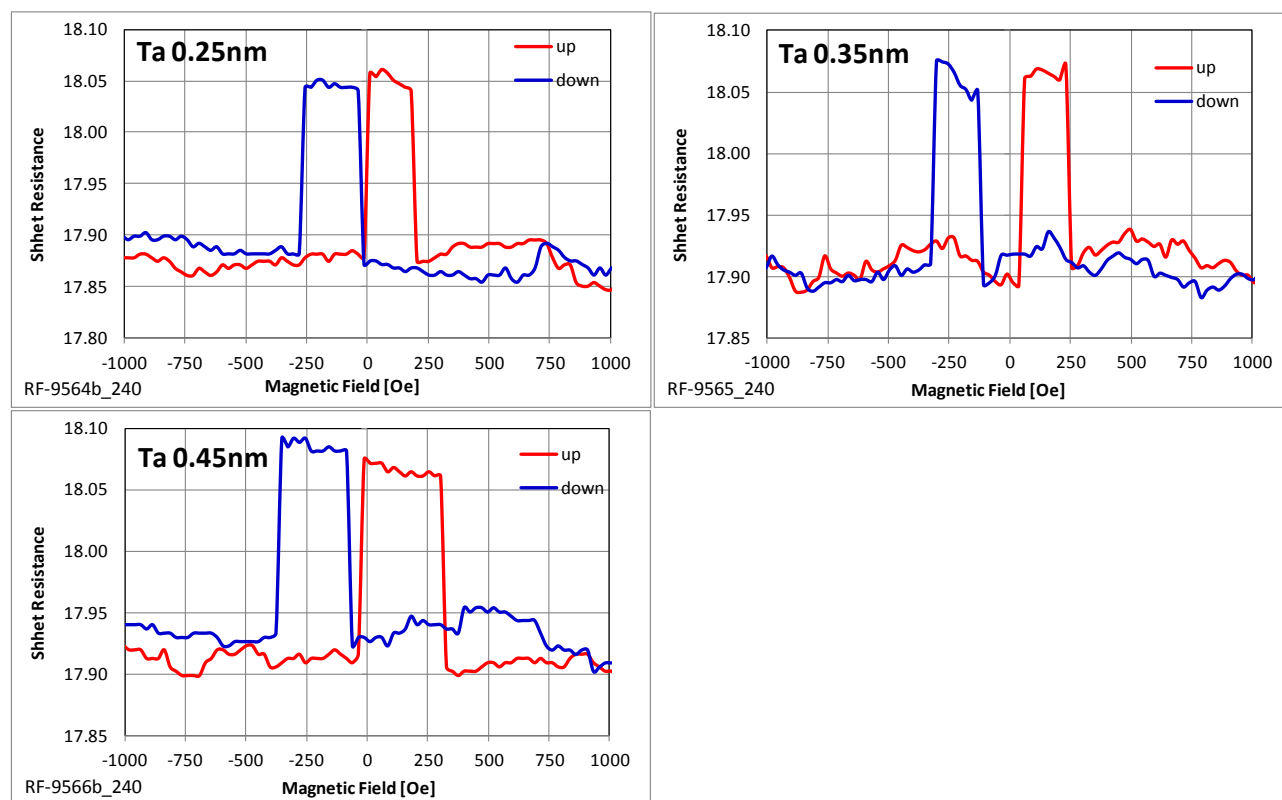 Ta 0.25nm
up
down
18.10
18.05
18.00
17.95
17.90
17.85
17.80
Shhet Resistance
-1000 -750 -500 -250 0 250 500 750 1000
Magnetic Field [Oe]
RF-9564b_240
Ta 0.35nm
up
down
18.10
18.05
18.00
17.95
17.90
17.85
Shhet Resistance
-1000 -750 -500 -250 0 250 500 750 1000
Magnetic Field [Oe]
RF-9565_240
Ta 0.45nm
up
down
18.10
18.05
18.00
17.95
17.90
17.85
Shhet Resistance
-1000 -750 -500 -250 0 250 500 750 1000
Magnetic Field [Oe]
RF-9566b_240